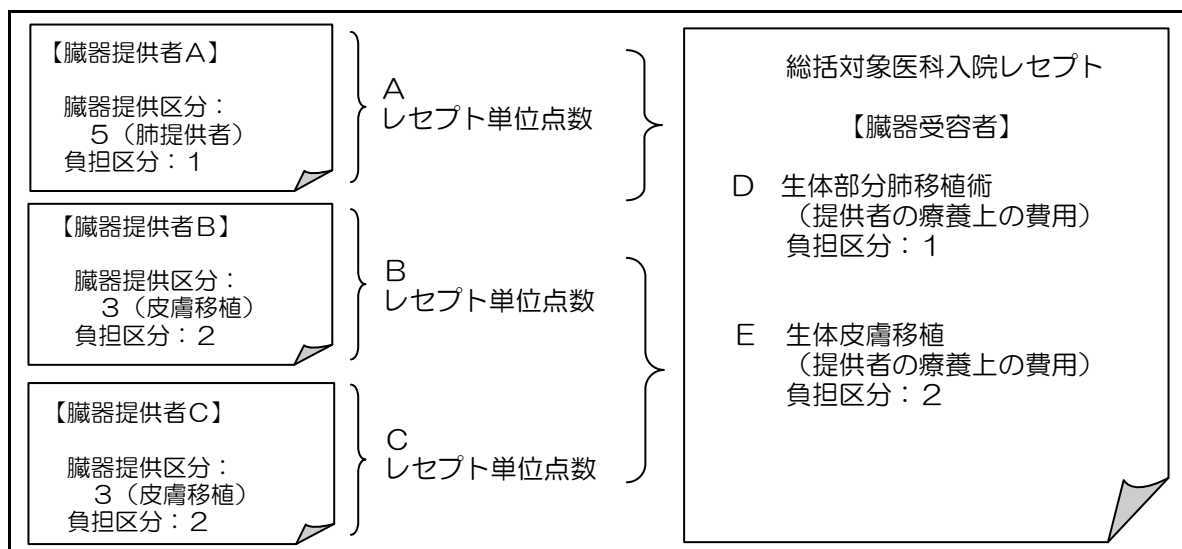 【臓器提供者A】
臓器提供区分：
5（肺提供者）
負担区分：1
A
レセプト単位点数
【臓器提供者B】
臓器提供区分：
3（皮膚移植）
負担区分：2
B
レセプト単位点数
【臓器提供者C】
臓器提供区分：
3（皮膚移植）
負担区分：2
C
レセプト単位点数
総括対象医科入院レセプト
【臓器受容者】
D 生体部分肺移植術
（提供者の療養上の費用）
負担区分：1
E 生体皮膚移植
（提供者の療養上の費用）
負担区分：2